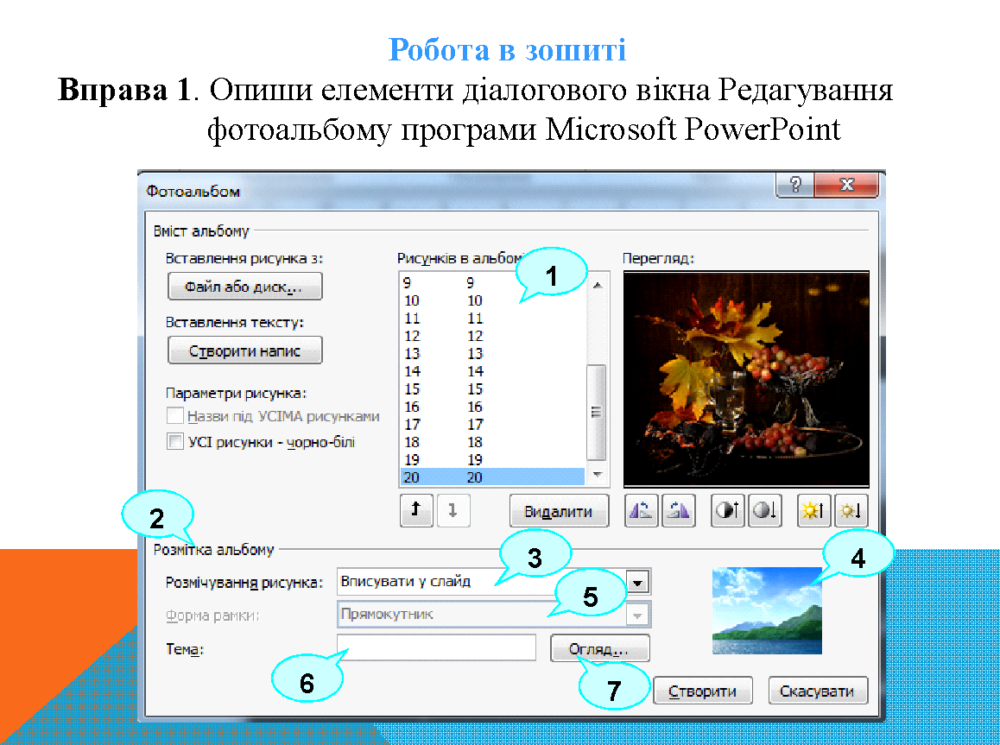 Робота в зошиті
Вправа 1. Опиши елементи діалогового вікна Редагування
фотоальбому програми Microsoft PowerPoint
Фотоальбом
?
x
Вміст альбому
Вставлення рисунка з:
Рисунків в альбомі
1
Перегляд:
Файл або диск...
Вставлення тексту:
Створити напис
Параметри рисунка:
Назви під УСІМА рисунками
УСІ рисунки - чорно-білі
9 9
10 10
11 11
12 12
13 13
14 14
15 15
16 16
17 17
18 18
19 19
20 20
Видалити
2
Розмітка альбому
3
4
Розмічування рисунка:
Вписувати у слайд
5
Форма рамки:
Прямокутник
Тема:
Огляд...
6
7
Створити
Скасувати